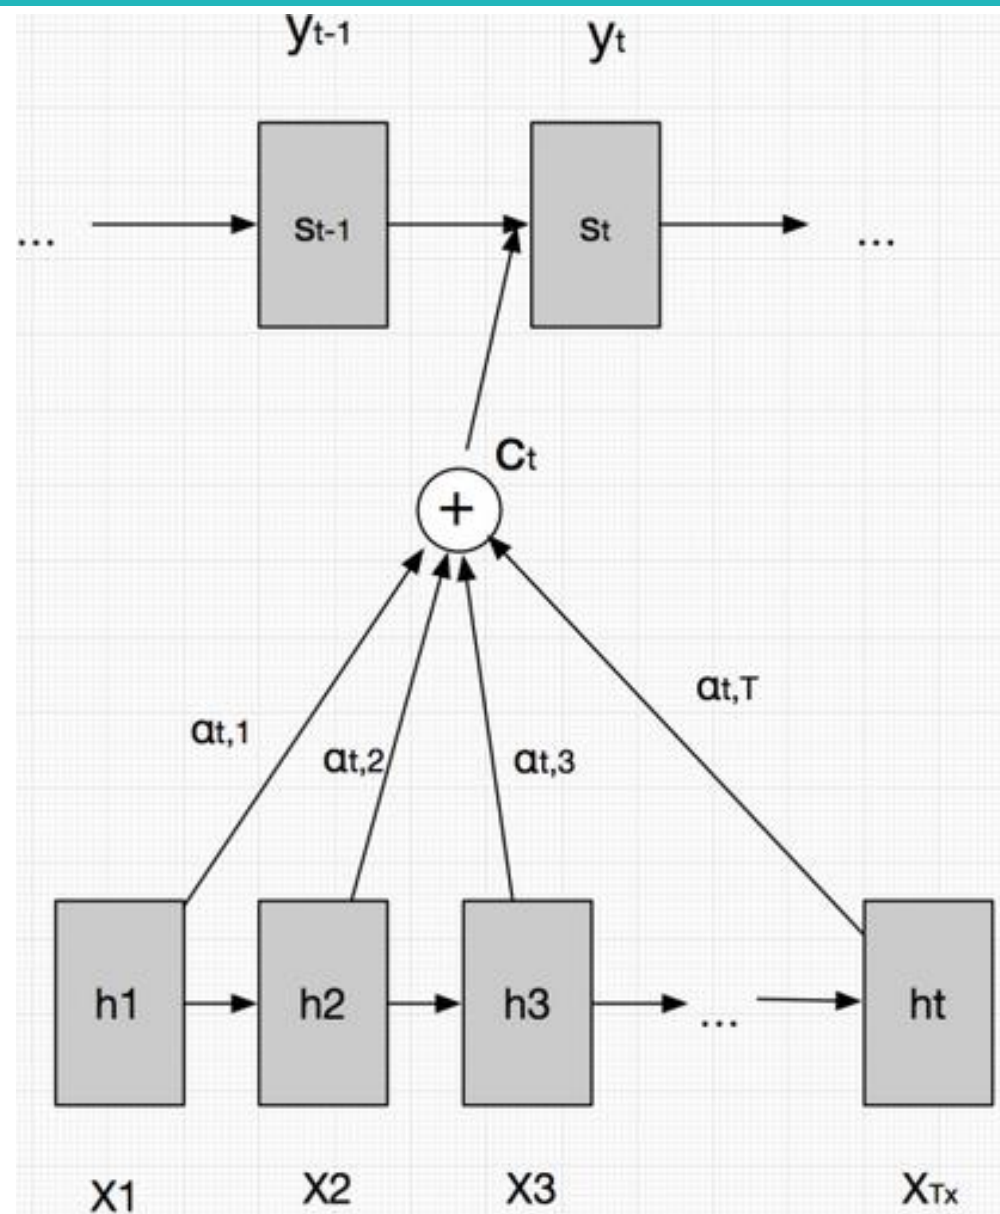 yt-1 yt
... st-1 st ...
Ct
+
αt,1 αt,2 αt,3 αt,T
h1 h2 h3 ... ht
X1 X2 X3 XTx